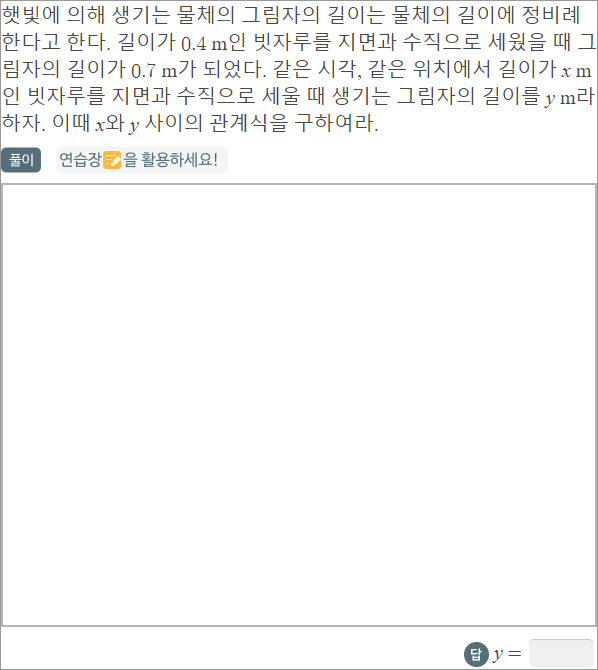 햇빛에 의해 생기는 물체의 그림자의 길이는 물체의 길이에 정비례
한다고 한다. 길이가 0.4 m인 빗자루를 지면과 수직으로 세웠을 때 그
림자의 길이가 0.7 m가 되었다. 같은 시각, 같은 위치에서 길이가 x m
인 빗자루를 지면과 수직으로 세울 때 생기는 그림자의 길이를 y m라
하자. 이때 x와 y 사이의 관계식을 구하여라.
풀이 연습장을 활용하세요!
답 y =